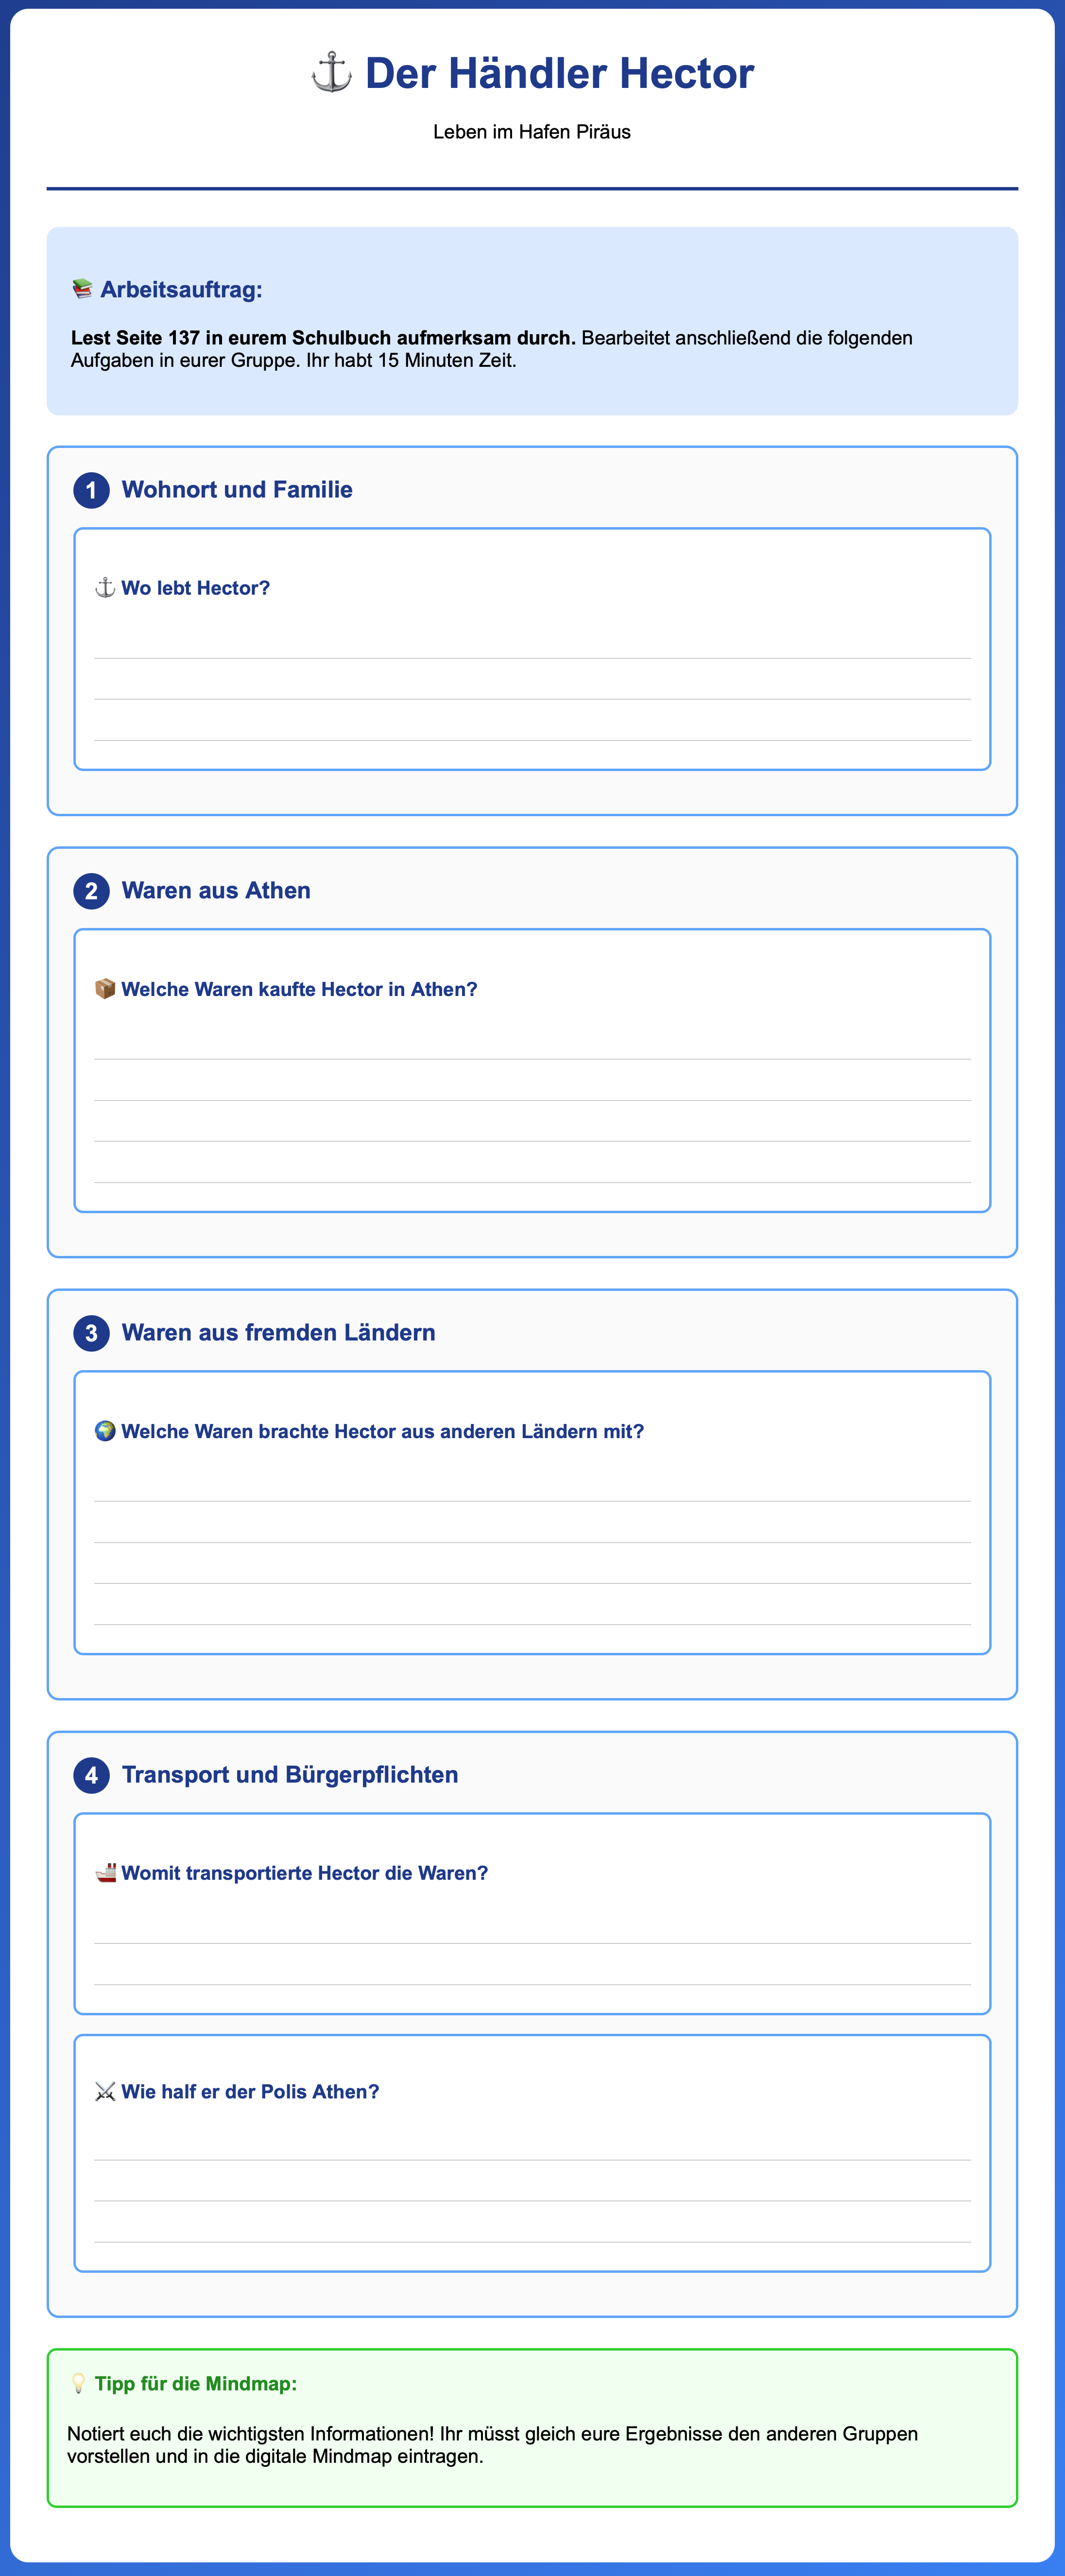 ⚓ Der Händler Hector
Leben im Hafen Piräus
📚 Arbeitsauftrag:
Lest Seite 137 in eurem Schulbuch aufmerksam durch. Bearbeitet anschließend die folgenden
Aufgaben in eurer Gruppe. Ihr habt 15 Minuten Zeit.
1 Wohnort und Familie
⚓ Wo lebt Hector?
2 Waren aus Athen
📦 Welche Waren kaufte Hector in Athen?
3 Waren aus fremden Ländern
🌍 Welche Waren brachte Hector aus anderen Ländern mit?
4 Transport und Bürgerpflichten
🚢 Womit transportierte Hector die Waren?
⚔️ Wie half er der Polis Athen?
💡 Tipp für die Mindmap:
Notiert euch die wichtigsten Informationen! Ihr müsst gleich eure Ergebnisse den anderen Gruppen
vorstellen und in die digitale Mindmap eintragen.